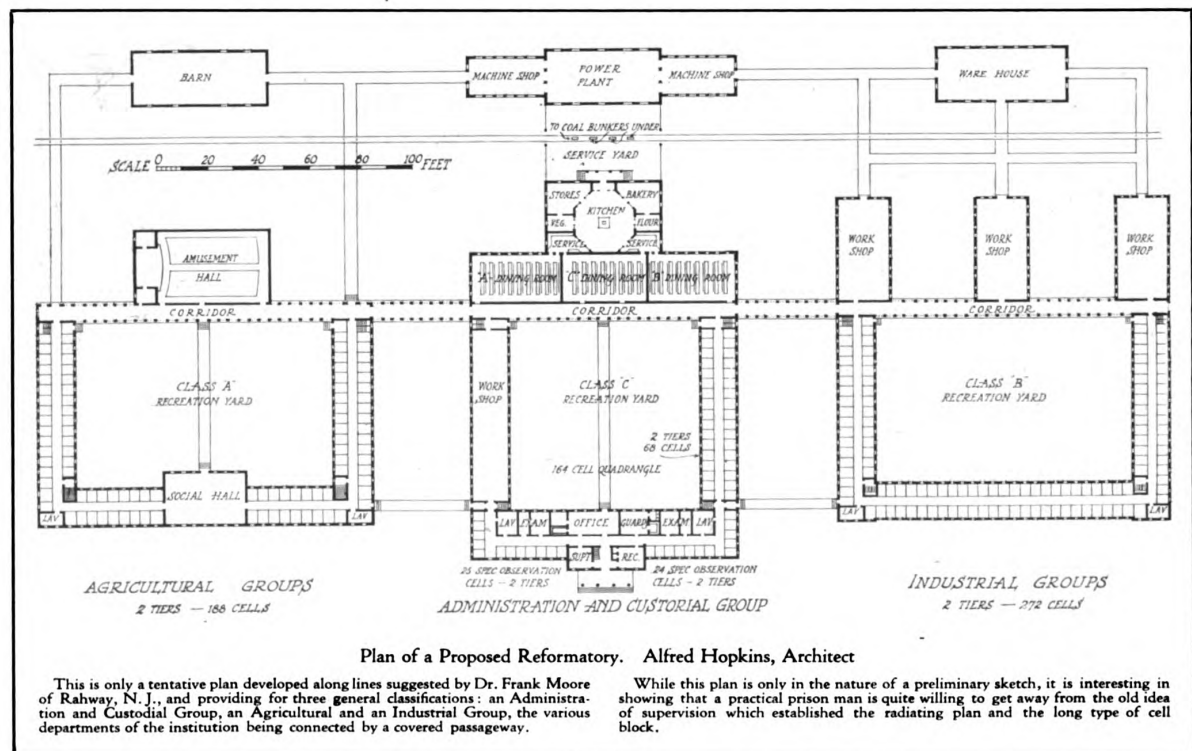 BARN
MACHINE SHOP
POWER
PLANT
MACHINE SHOP
WARE HOUSE
TO COAL BUNKERS UNDER
SERVICE YARD
SCALE 0 20 40 60 80 100 FEET
STORES
BAKERY
KITCHEN
VEG.
FLOUR
SERVICE
SERVICE
AMUSEMENT
HALL
"A" DINING ROOM
"C" DINING ROOM
"B" DINING ROOM
WORK
SHOP
WORK
SHOP
WORK
SHOP
CORRIDOR
CORRIDOR
CORRIDOR
CLASS "A"
RECREATION YARD
WORK
SHOP
CLASS "C"
RECREATION YARD
CLASS "B"
RECREATION YARD
2 TIERS
68 CELLS
164 CELL QUADRANGLE
SOCIAL HALL
LAV
LAV
LAV
EXAM
OFFICE
GUARD
EXAM
LAV
LAV
LAV
SUPT
REC.
25 SPEC OBSERVATION
CELLS – 2 TIERS
24 SPEC OBSERVATION
CELLS – 2 TIERS
AGRICULTURAL GROUPS
2 TIERS — 188 CELLS
ADMINISTRATION AND CUSTORIAL GROUP
INDUSTRIAL GROUPS
2 TIERS — 272 CELLS
Plan of a Proposed Reformatory. Alfred Hopkins, Architect
This is only a tentative plan developed along lines suggested by Dr. Frank Moore
of Rahway, N. J., and providing for three general classifications: an Administra-
tion and Custodial Group, an Agricultural and an Industrial Group, the various
departments of the institution being connected by a covered passageway.
While this plan is only in the nature of a preliminary sketch, it is interesting in
showing that a practical prison man is quite willing to get away from the old idea
of supervision which established the radiating plan and the long type of cell
block.